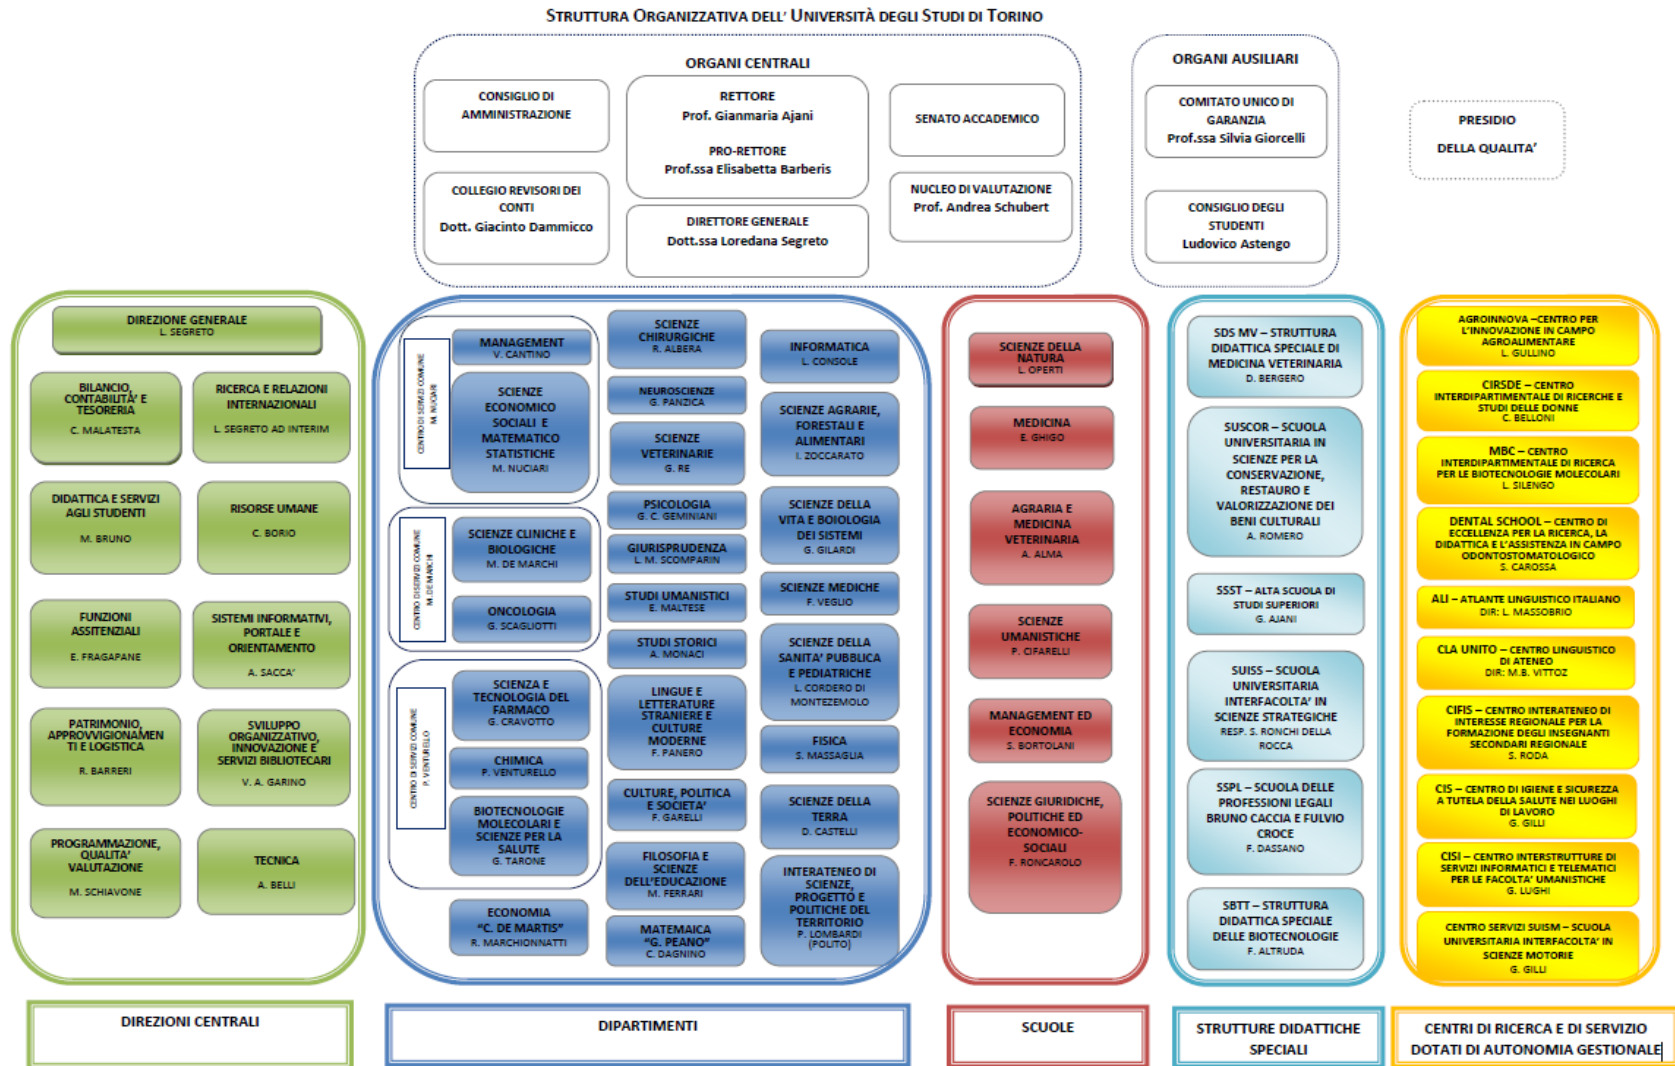 STRUTTURA ORGANIZZATIVA DELL' UNIVERSITÀ DEGLI STUDI DI TORINO
ORGANI CENTRALI
CONSIGLIO DI
AMMINISTRAZIONE
RETTORE
Prof. Gianmaria Ajani
PRO-RETTORE
Prof.ssa Elisabetta Barberis
SENATO ACCADEMICO
COLLEGIO REVISORI DEI
CONTI
Dott. Giacinto Dammicco
DIRETTORE GENERALE
Dott.ssa Loredana Segreto
NUCLEO DI VALUTAZIONE
Prof. Andrea Schubert
ORGANI AUSILIARI
COMITATO UNICO DI
GARANZIA
Prof.ssa Silvia Giorcelli
CONSIGLIO DEGLI
STUDENTI
Ludovico Astengo
PRESIDIO
DELLA QUALITA'
DIREZIONE GENERALE
L. SEGRETO
BILANCIO,
CONTABILITA' E
TESORERIA
C. MALATESTA
RICERCA E RELAZIONI
INTERNAZIONALI
L. SEGRETO AD INTERIM
DIDATTICA E SERVIZI
AGLI STUDENTI
M. BRUNO
RISORSE UMANE
C. BORIO
FUNZIONI
ASSITENZIALI
E. FRAGAPANE
SISTEMI INFORMATIVI,
PORTALE E
ORIENTAMENTO
A. SACCA'
PATRIMONIO,
APPROVVIGIONAMEN
TI E LOGISTICA
R. BARRERI
SVILUPPO
ORGANIZZATIVO,
INNOVAZIONE E
SERVIZI BIBLIOTECARI
V. A. GARINO
PROGRAMMAZIONE,
QUALITA'
VALUTAZIONE
M. SCHIAVONE
TECNICA
A. BELLI
DIREZIONI CENTRALI
CENTRO DI SERVIZI COMUNE
M. NUCIARI
MANAGEMENT
V. CANTINO
SCIENZE
ECONOMICO
SOCIALI E
MATEMATICO
STATISTICHE
M. NUCIARI
CENTRO DI SERVIZI COMUNE
M. DE MARCHI
SCIENZE CLINICHE E
BIOLOGICHE
M. DE MARCHI
ONCOLOGIA
G. SCAGLIOTTI
CENTRO DI SERVIZI COMUNE
P. VENTURELLO
SCIENZA E
TECNOLOGIA DEL
FARMACO
G. CRAVOTTO
CHIMICA
P. VENTURELLO
BIOTECNOLOGIE
MOLECOLARI E
SCIENZE PER LA
SALUTE
G. TARONE
ECONOMIA
"C. DE MARTIS"
R. MARCHIONNATTI
SCIENZE
CHIRURGICHE
R. ALBERA
NEUROSCIENZE
G. PANZICA
SCIENZE
VETERINARIE
G. RE
PSICOLOGIA
G. C. GEMINIANI
GIURISPRUDENZA
L. M. SCOMPARIN
STUDI UMANISTICI
E. MALTESE
STUDI STORICI
A. MONACI
LINGUE E
LETTERATURE
STRANIERE E
CULTURE
MODERNE
F. PANERO
CULTURE, POLITICA
E SOCIETA'
F. GARELLI
FILOSOFIA E
SCIENZE
DELL'EDUCAZIONE
M. FERRARI
MATEMAICA
"G. PEANO"
C. DAGNINO
INFORMATICA
L. CONSOLE
SCIENZE AGRARIE,
FORESTALI E
ALIMENTARI
I. ZOCCARATO
SCIENZE DELLA
VITA E BOIOLOGIA
DEI SISTEMI
G. GILARDI
SCIENZE MEDICHE
F. VEGLIO
SCIENZE DELLA
SANITA' PUBBLICA
E PEDIATRICHE
L. CORDERO DI
MONTEZEMOLO
FISICA
S. MASSAGLIA
SCIENZE DELLA
TERRA
D. CASTELLI
INTERATENEO DI
SCIENZE,
PROGETTO E
POLITICHE DEL
TERRITORIO
P. LOMBARDI
(POLITO)
DIPARTIMENTI
SCIENZE DELLA
NATURA
L. OPERTI
MEDICINA
E. GHIGO
AGRARIA E
MEDICINA
VETERINARIA
A. ALMA
SCIENZE
UMANISTICHE
P. CIFARELLI
MANAGEMENT ED
ECONOMIA
S. BORTOLANI
SCIENZE GIURIDICHE,
POLITICHE ED
ECONOMICO-
SOCIALI
F. RONCAROLO
SCUOLE
SDS MV – STRUTTURA
DIDATTICA SPECIALE DI
MEDICINA VETERINARIA
D. BERGERO
SUSCOR – SCUOLA
UNIVERSITARIA IN
SCIENZE PER LA
CONSERVAZIONE,
RESTAURO E
VALORIZZAZIONE DEI
BENI CULTURALI
A. ROMERO
SSST – ALTA SCUOLA DI
STUDI SUPERIORI
G. AJANI
SUISS – SCUOLA
UNIVERSITARIA
INTERFACOLTA' IN
SCIENZE STRATEGICHE
RESP. S. RONCHI DELLA
ROCCA
SSPL – SCUOLA DELLE
PROFESSIONI LEGALI
BRUNO CACCIA E FULVIO
CROCE
F. DASSANO
SBTT – STRUTTURA
DIDATTICA SPECIALE
DELLE BIOTECNOLOGIE
F. ALTRUDA
STRUTTURE DIDATTICHE
SPECIALI
AGROINNOVA –CENTRO PER
L'INNOVAZIONE IN CAMPO
AGROALIMENTARE
L. GULLINO
CIRSDE – CENTRO
INTERDIPARTIMENTALE DI RICERCHE E
STUDI DELLE DONNE
C. BELLONI
MBC – CENTRO
INTERDIPARTIMENTALE DI RICERCA
PER LE BIOTECNOLOGIE MOLECOLARI
L. SILENGO
DENTAL SCHOOL – CENTRO DI
ECCELLENZA PER LA RICERCA, LA
DIDATTICA E L'ASSISTENZA IN CAMPO
ODONTOSTOMATOLOGICO
S. CAROSSA
ALI – ATLANTE LINGUISTICO ITALIANO
DIR: L. MASSOBRIO
CLA UNITO – CENTRO LINGUISTICO
DI ATENEO
DIR: M.B. VITTOZ
CIFIS – CENTRO INTERATENEO DI
INTERESSE REGIONALE PER LA
FORMAZIONE DEGLI INSEGNANTI
SECONDARI REGIONALE
S. RODA
CIS – CENTRO DI IGIENE E SICUREZZA
A TUTELA DELLA SALUTE NEI LUOGHI
DI LAVORO
G. GILLI
CISI – CENTRO INTERSTRUTTURE DI
SERVIZI INFORMATICI E TELEMATICI
PER LE FACOLTA' UMANISTICHE
G. LUGHI
CENTRO SERVIZI SUISM – SCUOLA
UNIVERSITARIA INTERFACOLTA' IN
SCIENZE MOTORIE
G. GILLI
CENTRI DI RICERCA E DI SERVIZIO
DOTATI DI AUTONOMIA GESTIONALE